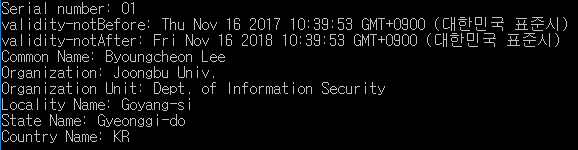 Serial number: 01
validity-notBefore: Thu Nov 16 2017 10:39:53 GMT+0900 (대한민국 표준시)
validity-notAfter: Fri Nov 16 2018 10:39:53 GMT+0900 (대한민국 표준시)
Common Name: Byoungcheon Lee
Organization: Joongbu Univ.
Organization Unit: Dept. of Information Security
Locality Name: Goyang-si
State Name: Gyeonggi-do
Country Name: KR